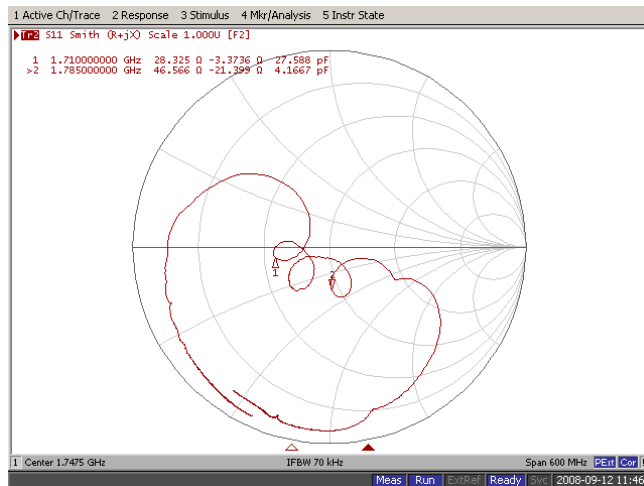 1 Active Ch/Trace 2 Response 3 Stimulus 4 Mkr/Analysis 5 Instr State
Tr2 S11 Smith (R+jX) Scale 1.000U [F2]
1 1.710000000 GHz 28.325 Ω -3.3736 Ω 27.588 pF
>2 1.785000000 GHz 46.566 Ω -21.399 Ω 4.1667 pF
1
2
1 Center 1.7475 GHz IFBW 70 kHz Span 600 MHz PExt Cor
Meas Run ExtRef Ready Svc 2008-09-12 11:46